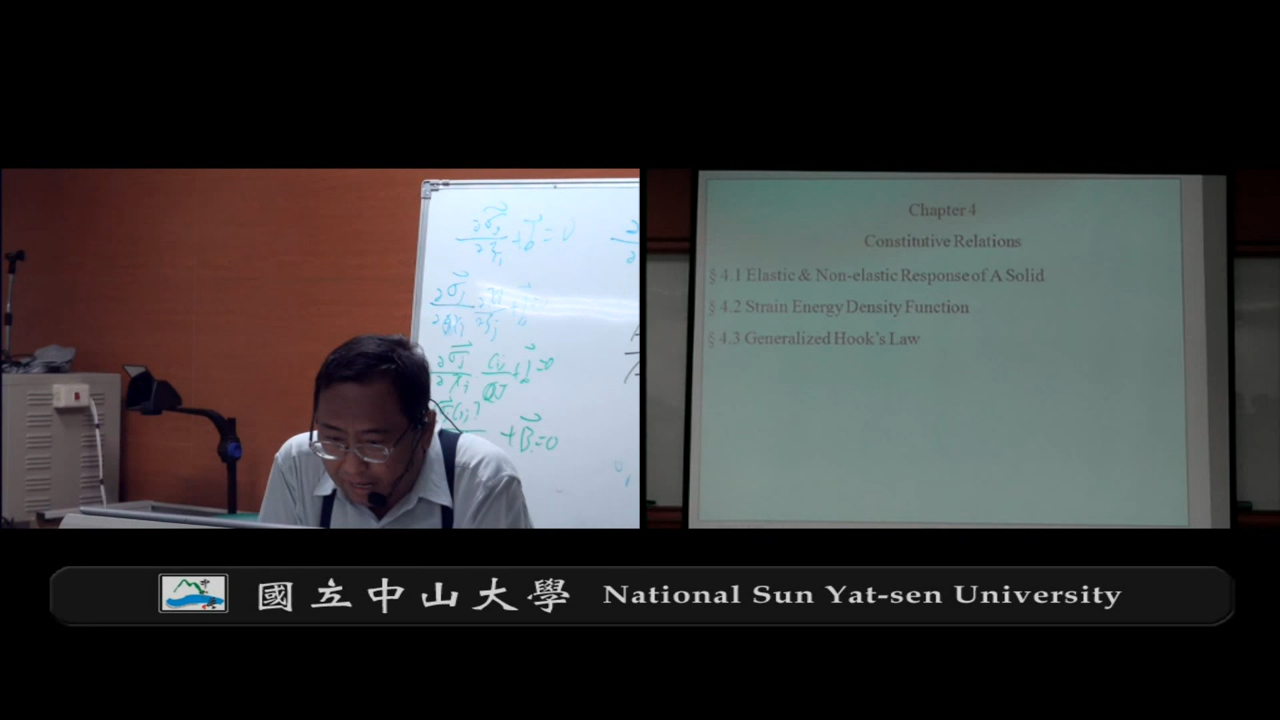 +B=0
Chapter 4
Constitutive Relations
§ 4.1 Elastic & Non-elastic Response of A Solid
§ 4.2 Strain Energy Density Function
§ 4.3 Generalized Hook's Law
國立中山大學 National Sun Yat-sen University